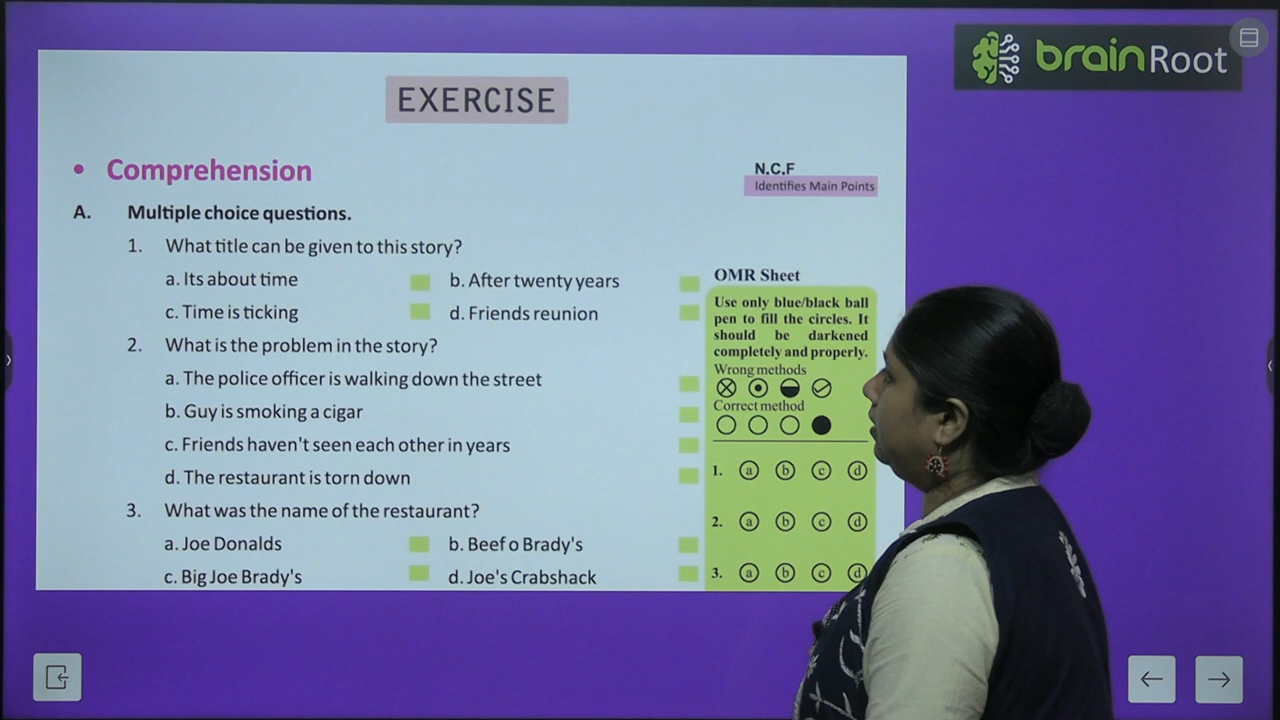 brainRoot
EXERCISE
• Comprehension
N.C.F
Identifies Main Points
A. Multiple choice questions.
1. What title can be given to this story?
a. Its about time b. After twenty years
c. Time is ticking d. Friends reunion
2. What is the problem in the story?
a. The police officer is walking down the street
b. Guy is smoking a cigar
c. Friends haven't seen each other in years
d. The restaurant is torn down
3. What was the name of the restaurant?
a. Joe Donalds b. Beef o Brady's
c. Big Joe Brady's d. Joe's Crabshack
OMR Sheet
Use only blue/black ball
pen to fill the circles. It
should be darkened
completely and properly.
Wrong methods
Correct method
1. a b c d
2. a b c d
3. a b c d